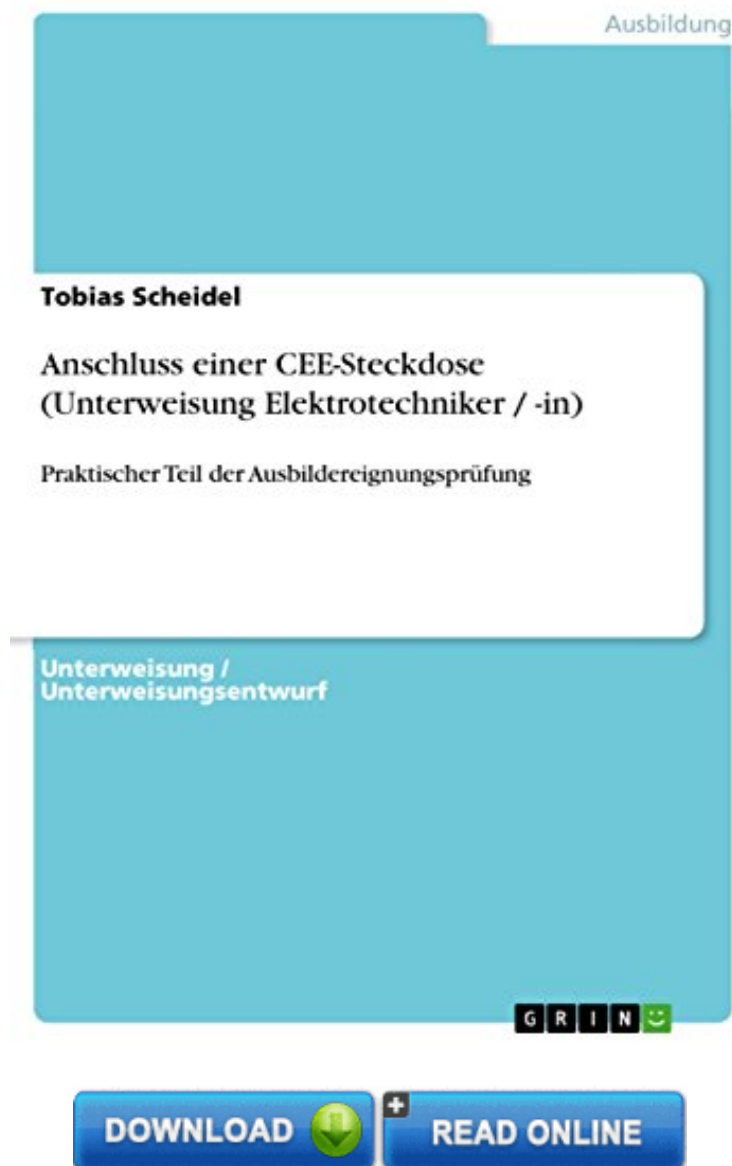 Ausbildung
Tobias Scheidel
Anschluss einer CEE-Steckdose
(Unterweisung Elektrotechniker / -in)
Praktischer Teil der Ausbildereignungsprüfung
Unterweisung /
Unterweisungsentwurf
GRIN
DOWNLOAD
READ ONLINE